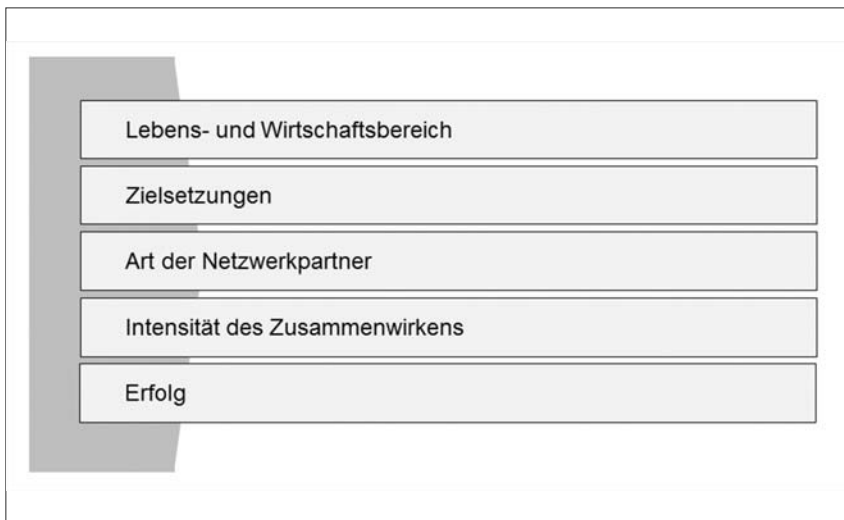 Lebens- und Wirtschaftsbereich
Zielsetzungen
Art der Netzwerkpartner
Intensität des Zusammenwirkens
Erfolg